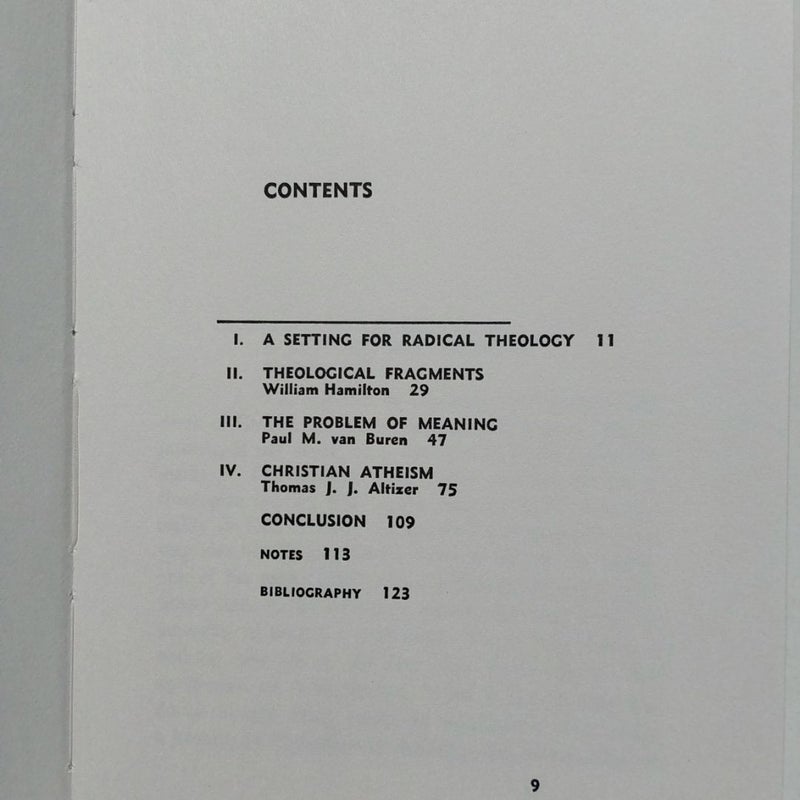 CONTENTS
I. A SETTING FOR RADICAL THEOLOGY 11
II. THEOLOGICAL FRAGMENTS
William Hamilton 29
III. THE PROBLEM OF MEANING
Paul M. van Buren 47
IV. CHRISTIAN ATHEISM
Thomas J. J. Altizer 75
CONCLUSION 109
NOTES 113
BIBLIOGRAPHY 123
9